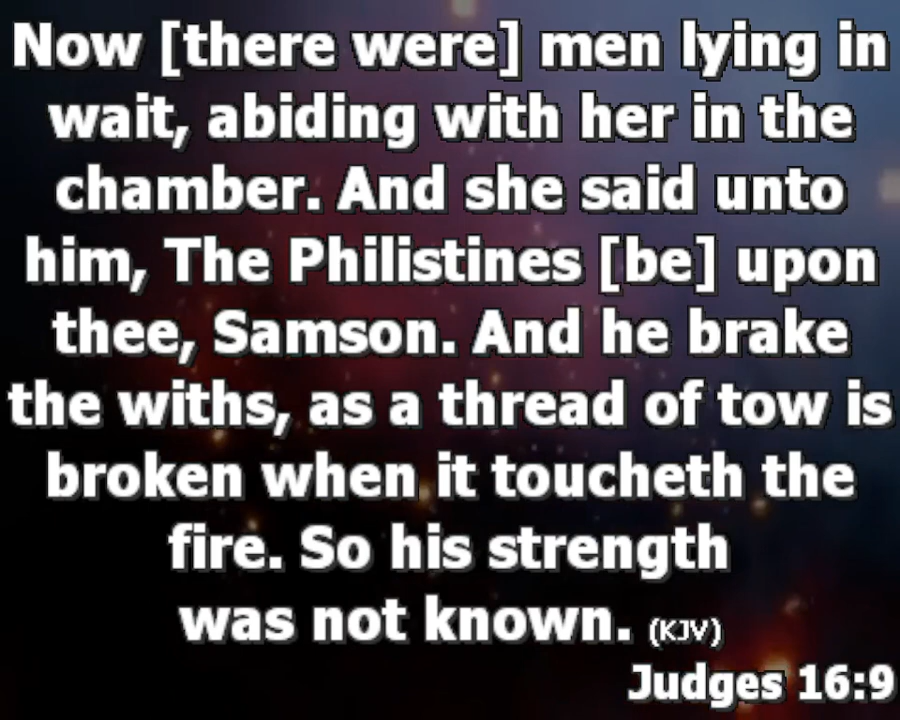 Now [there were] men lying in
wait, abiding with her in the
chamber. And she said unto
him, The Philistines [be] upon
thee, Samson. And he brake
the withs, as a thread of tow is
broken when it toucheth the
fire. So his strength
was not known. (KJV)
Judges 16:9